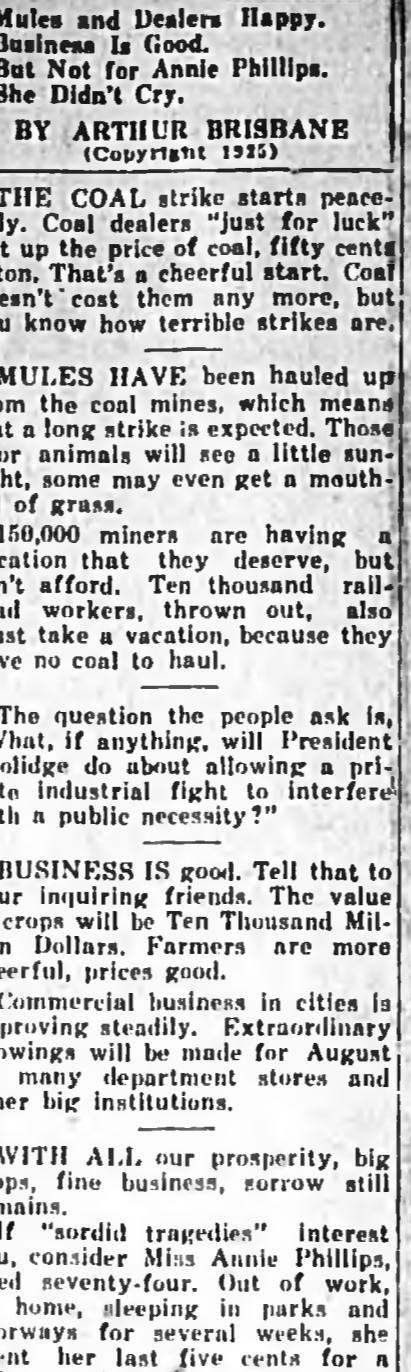 Mules and Dealers Happy.
Business Is Good.
But Not for Annie Phillips.
She Didn't Cry.
BY ARTHUR BRISBANE
(Copyright 1925)
THE COAL strike starts peace-
ly. Coal dealers "just for luck"
t up the price of coal, fifty cents
ton. That's a cheerful start. Coal
esn't cost them any more, but
u know how terrible strikes are.
MULES HAVE been hauled up
om the coal mines, which means
at a long strike is expected. Those
or animals will see a little sun-
ht, some may even get a mouth-
of grass.
150,000 miners are having a
cation that they deserve, but
n't afford. Ten thousand rail-
ad workers, thrown out, also
ust take a vacation, because they
ve no coal to haul.
The question the people ask is,
What, if anything, will President
olidge do about allowing a pri-
te industrial fight to interfere
th a public necessity?"
BUSINESS IS good. Tell that to
ur inquiring friends. The value
crops will be Ten Thousand Mil-
n Dollars. Farmers are more
eerful, prices good.
Commercial business in cities is
proving steadily. Extraordinary
owings will be made for August
many department stores and
her big institutions.
WITH ALL our prosperity, big
ops, fine business, sorrow still
mains.
If "sordid tragedies" interest
u, consider Miss Annie Phillips,
ed seventy-four. Out of work,
home, sleeping in parks and
orways for several weeks, she
ent her last five cents for a